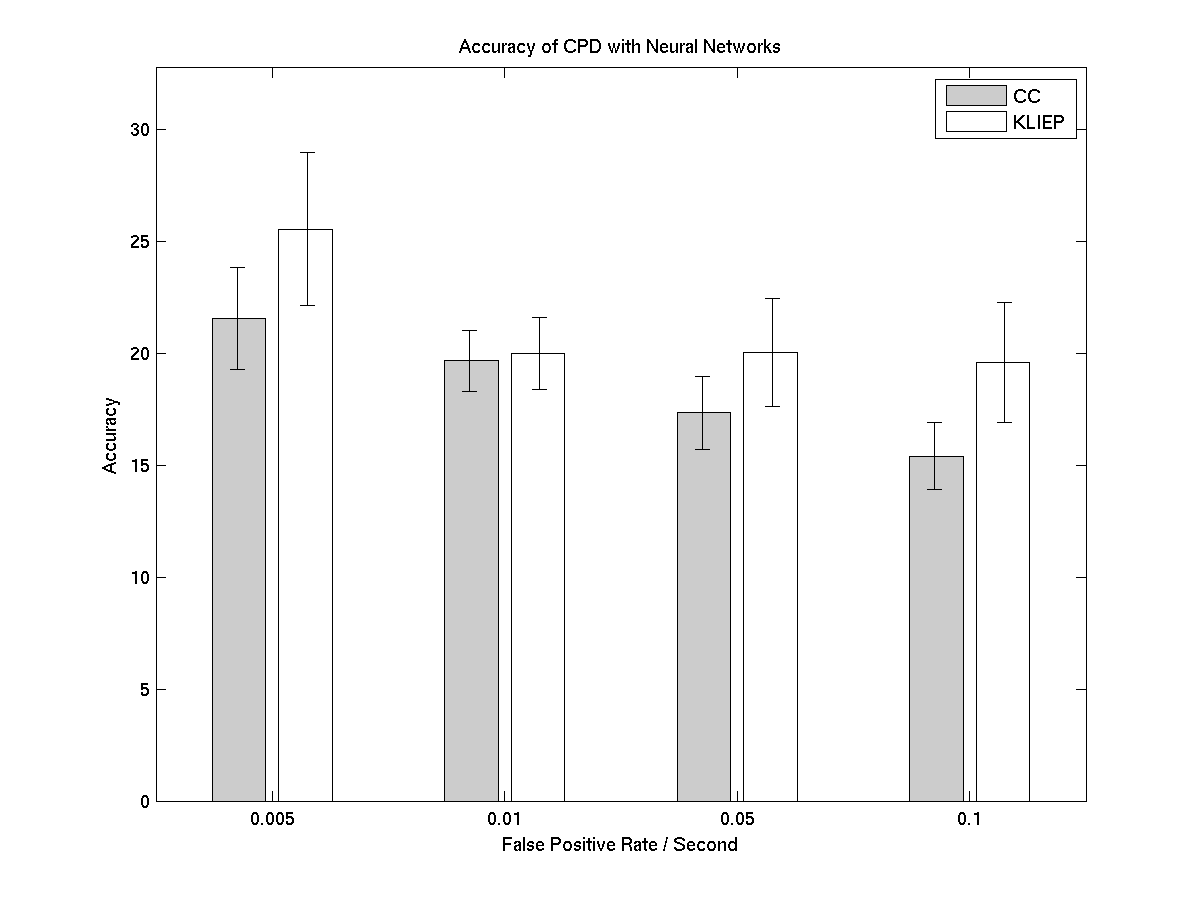 Accuracy of CPD with Neural Networks
CC
KLIEP
30
25
20
15
10
5
0
Accuracy
0.005 0.01 0.05 0.1
False Positive Rate / Second